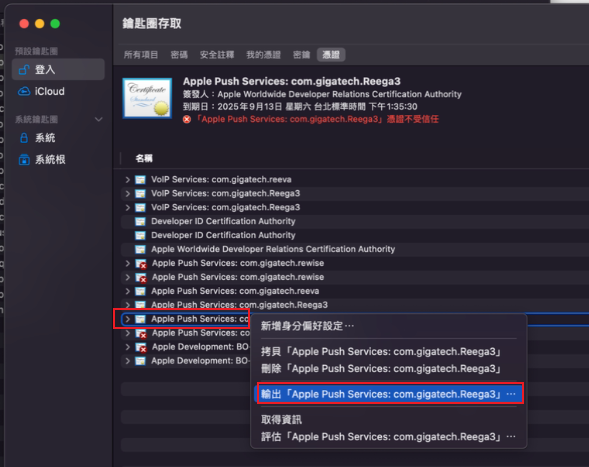 鑰匙圈存取
預設鑰匙圈
登入
iCloud
系統鑰匙圈
系統
系統根
所有項目 密碼 安全註釋 我的憑證 密鑰 憑證
Certificate
Standard
Apple Push Services: com.gigatech.Reega3
簽發人：Apple Worldwide Developer Relations Certification Authority
到期日：2025年9月13日 星期六 台北標準時間 下午1:35:30
「Apple Push Services: com.gigatech.Reega3」憑證不受信任
名稱
VoIP Services: com.gigatech.reeva
VoIP Services: com.gigatech.Reega3
VoIP Services: com.gigatech.Reega3
Developer ID Certification Authority
Developer ID Certification Authority
Apple Worldwide Developer Relations Certification Authority
Apple Push Services: com.gigatech.rewise
Apple Push Services: com.gigatech.rewise
Apple Push Services: com.gigatech.reeva
Apple Push Services: com.gigatech.Reega3
Apple Push Services: co
Apple Push Services: co
Apple Development: BO-
Apple Development: BO-
新增身分偏好設定⋯
拷貝「Apple Push Services: com.gigatech.Reega3」
刪除「Apple Push Services: com.gigatech.Reega3」
輸出「Apple Push Services: com.gigatech.Reega3」⋯
取得資訊
評估「Apple Push Services: com.gigatech.Reega3」⋯